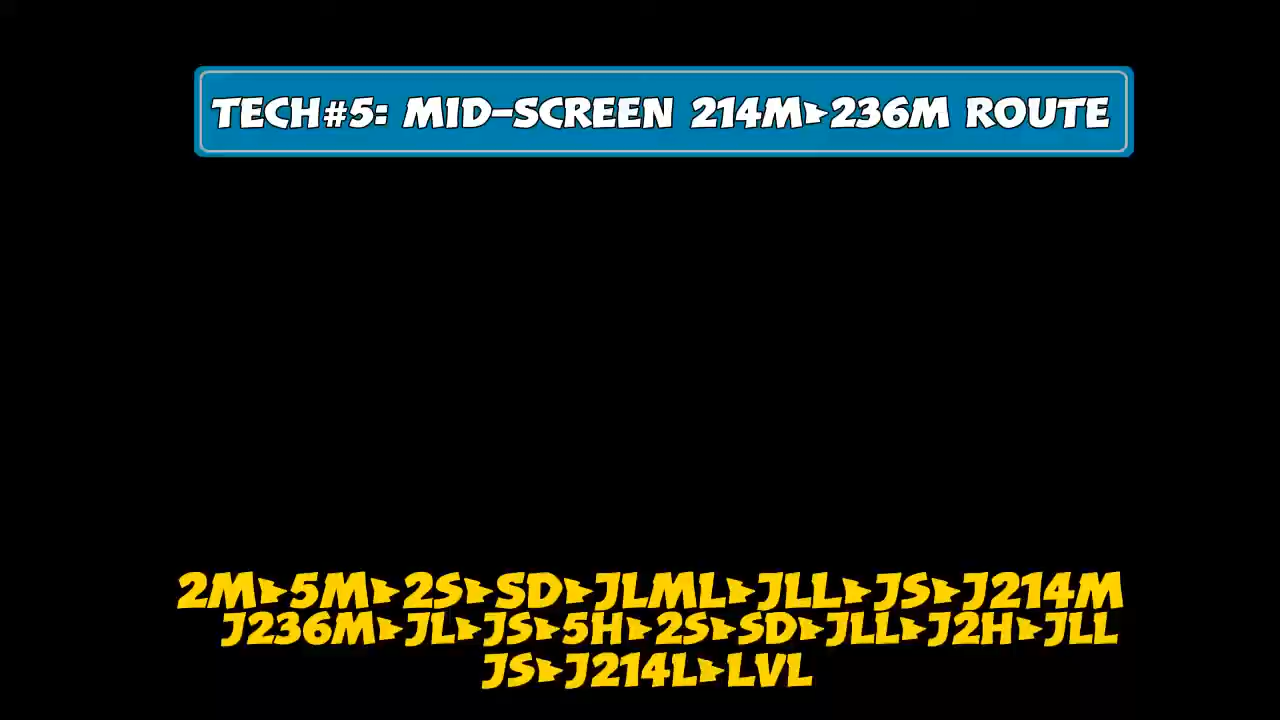 TECH#5: MID-SCREEN 214M▸236M ROUTE
2M▸5M▸2S▸SD▸JLML▸JLL▸JS▸J214M
J236M▸JL▸JS▸5H▸2S▸SD▸JLL▸J2H▸JLL
JS▸J214L▸LVL